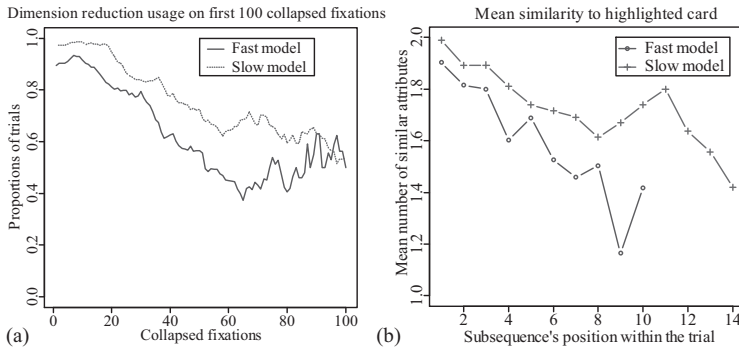 Dimension reduction usage on first 100 collapsed fixations
Proportions of trials
1.0
0.8
0.6
0.4
0.2
0.0
Fast model
Slow model
0 20 40 60 80 100
Collapsed fixations
(a)
Mean similarity to highlighted card
Mean number of similar attributes
2.0
1.8
1.6
1.4
1.2
1.0
Fast model
Slow model
2 4 6 8 10 12 14
Subsequence's position within the trial
(b)